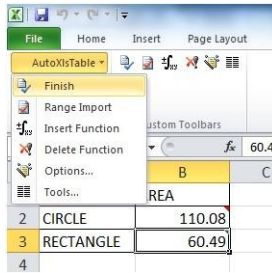 File Home Insert Page Layout
AutoXlsTable
Finish
Range Import
Insert Function
Delete Function
Options...
Tools...
ustom Toolbars
fx 60.4
B C
REA
2 CIRCLE 110.08
3 RECTANGLE 60.49
4